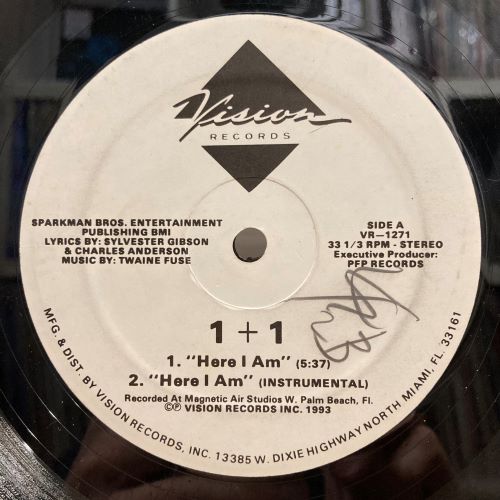 Vision
RECORDS
SPARKMAN BROS. ENTERTAINMENT
PUBLISHING BMI
LYRICS BY: SYLVESTER GIBSON
& CHARLES ANDERSON
MUSIC BY: TWAINE FUSE
SIDE A
VR—1271
33 1/3 RPM - STEREO
Executive Producer:
PFP RECORDS
1 + 1
1. "Here I Am" (5:37)
2. "Here I Am" (INSTRUMENTAL)
Recorded At Magnetic Air Studios W. Palm Beach, Fl.
©℗ VISION RECORDS INC. 1993
MFG. & DIST. BY VISION RECORDS, INC. 13385 W. DIXIE HIGHWAY NORTH MIAMI, FL. 33161